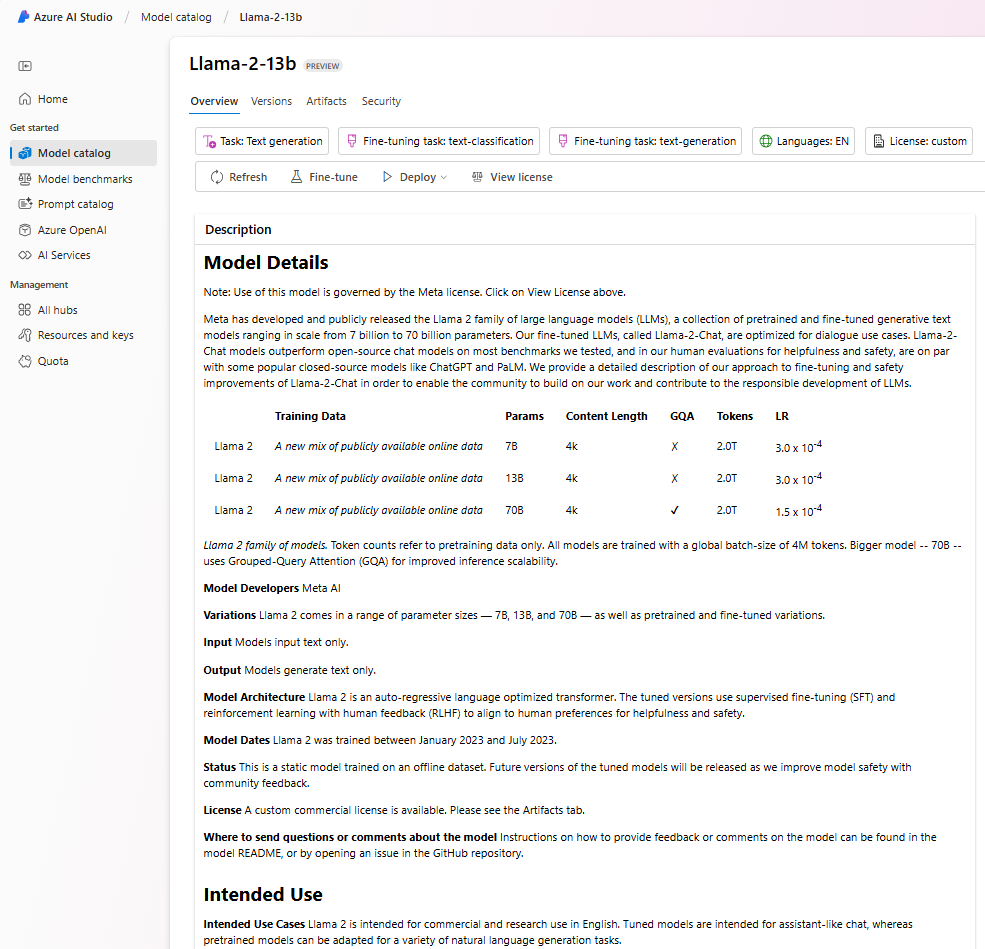 Azure AI Studio / Model catalog / Llama-2-13b
Home
Get started
Model catalog
Model benchmarks
Prompt catalog
Azure OpenAI
AI Services
Management
All hubs
Resources and keys
Quota
Llama-2-13b PREVIEW
Overview Versions Artifacts Security
Task: Text generation Fine-tuning task: text-classification Fine-tuning task: text-generation Languages: EN License: custom
Refresh Fine-tune Deploy View license
Description
Model Details
Note: Use of this model is governed by the Meta license. Click on View License above.
Meta has developed and publicly released the Llama 2 family of large language models (LLMs), a collection of pretrained and fine-tuned generative text
models ranging in scale from 7 billion to 70 billion parameters. Our fine-tuned LLMs, called Llama-2-Chat, are optimized for dialogue use cases. Llama-2-
Chat models outperform open-source chat models on most benchmarks we tested, and in our human evaluations for helpfulness and safety, are on par
with some popular closed-source models like ChatGPT and PaLM. We provide a detailed description of our approach to fine-tuning and safety
improvements of Llama-2-Chat in order to enable the community to build on our work and contribute to the responsible development of LLMs.
Training Data Params Content Length GQA Tokens LR
Llama 2 A new mix of publicly available online data 7B 4k ✗ 2.0T 3.0 x 10⁻⁴
Llama 2 A new mix of publicly available online data 13B 4k ✗ 2.0T 3.0 x 10⁻⁴
Llama 2 A new mix of publicly available online data 70B 4k ✓ 2.0T 1.5 x 10⁻⁴
Llama 2 family of models. Token counts refer to pretraining data only. All models are trained with a global batch-size of 4M tokens. Bigger model -- 70B --
uses Grouped-Query Attention (GQA) for improved inference scalability.
Model Developers Meta AI
Variations Llama 2 comes in a range of parameter sizes — 7B, 13B, and 70B — as well as pretrained and fine-tuned variations.
Input Models input text only.
Output Models generate text only.
Model Architecture Llama 2 is an auto-regressive language optimized transformer. The tuned versions use supervised fine-tuning (SFT) and
reinforcement learning with human feedback (RLHF) to align to human preferences for helpfulness and safety.
Model Dates Llama 2 was trained between January 2023 and July 2023.
Status This is a static model trained on an offline dataset. Future versions of the tuned models will be released as we improve model safety with
community feedback.
License A custom commercial license is available. Please see the Artifacts tab.
Where to send questions or comments about the model Instructions on how to provide feedback or comments on the model can be found in the
model README, or by opening an issue in the GitHub repository.
Intended Use
Intended Use Cases Llama 2 is intended for commercial and research use in English. Tuned models are intended for assistant-like chat, whereas
pretrained models can be adapted for a variety of natural language generation tasks.